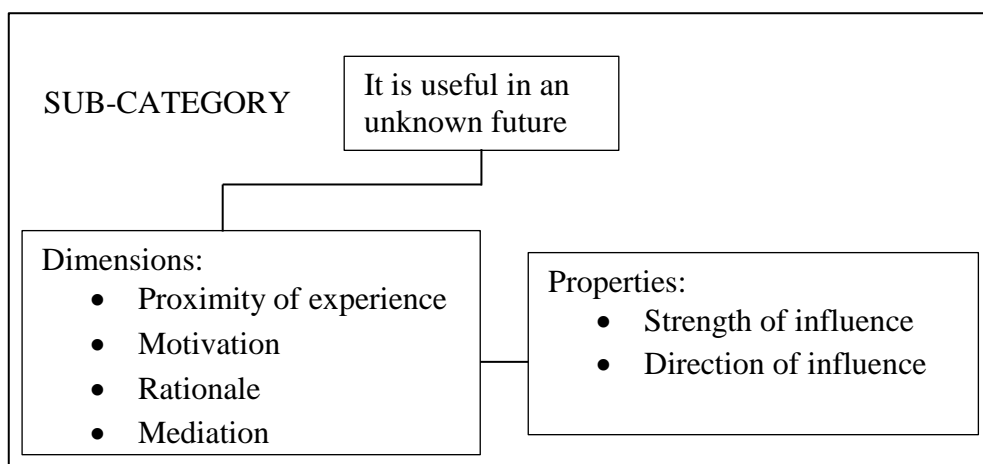 SUB-CATEGORY
It is useful in an
unknown future
Dimensions:
• Proximity of experience
• Motivation
• Rationale
• Mediation
Properties:
• Strength of influence
• Direction of influence